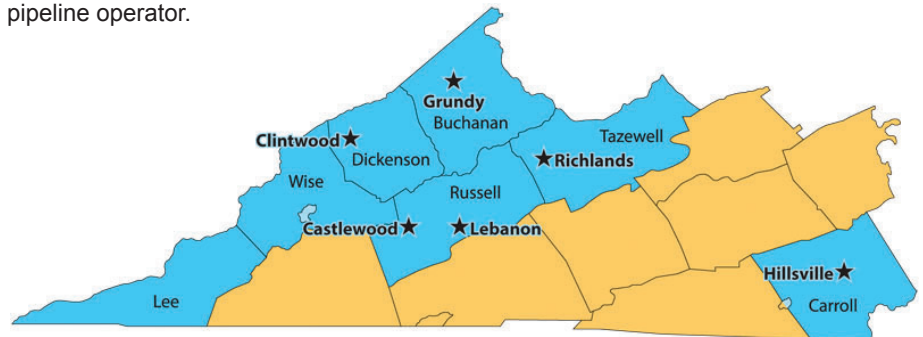 pipeline operator.
Grundy
Buchanan
Clintwood
Dickenson
Tazewell
Richlands
Wise
Russell
Castlewood
Lebanon
Hillsville
Lee
Carroll